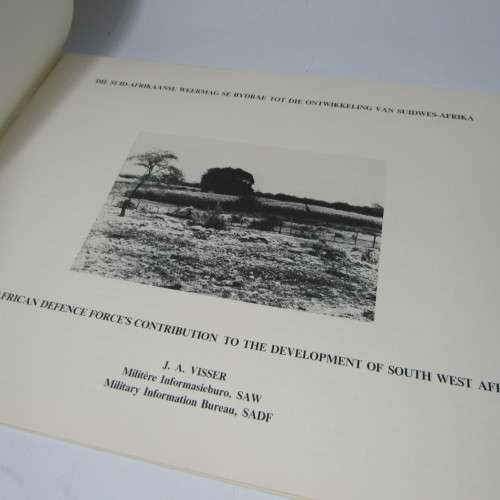 DIE SUID-AFRIKAANSE WEERMAG SE BYDRAE TOT DIE ONTWIKKELING VAN SUIDWES-AFRIKA
AFRICAN DEFENCE FORCE'S CONTRIBUTION TO THE DEVELOPMENT OF SOUTH WEST AFRI
J. A. VISSER
Militêre Informasieburo, SAW
Military Information Bureau, SADF